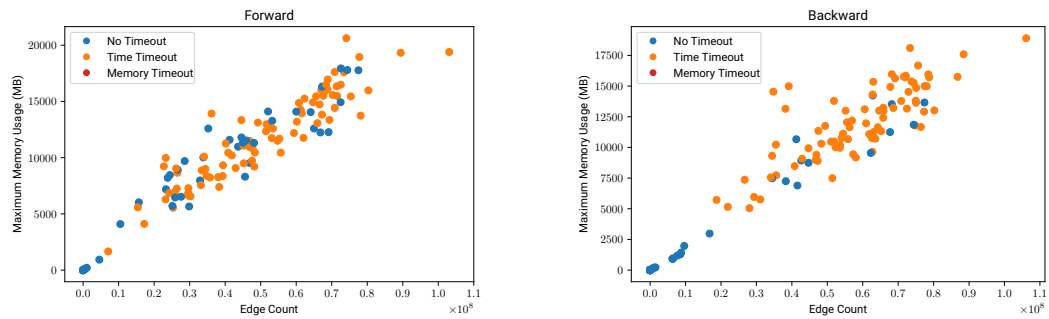 Forward
Maximum Memory Usage (MB)
20000
15000
10000
5000
0
No Timeout
Time Timeout
Memory Timeout
0.0 0.1 0.2 0.3 0.4 0.5 0.6 0.7 0.8 0.9 1.0 1.1
Edge Count
×10⁸
Backward
Maximum Memory Usage (MB)
17500
15000
12500
10000
7500
5000
2500
0
No Timeout
Time Timeout
Memory Timeout
0.0 0.1 0.2 0.3 0.4 0.5 0.6 0.7 0.8 0.9 1.0 1.1
Edge Count
×10⁸